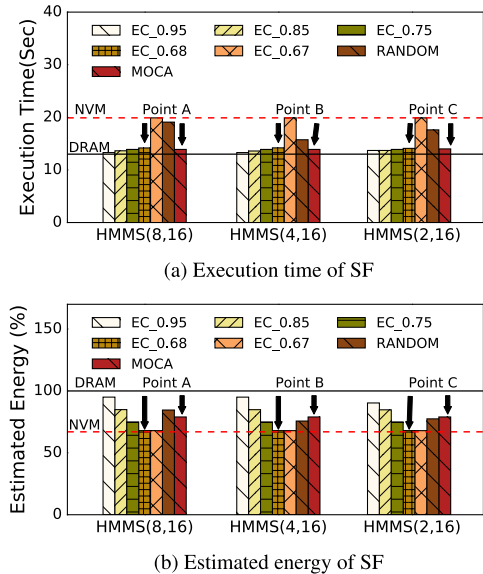 40
30
20
10
0
Execution Time(Sec)
EC_0.95 EC_0.85 EC_0.75
EC_0.68 EC_0.67 RANDOM
MOCA
NVM Point A Point B Point C
DRAM
HMMS(8,16) HMMS(4,16) HMMS(2,16)
(a) Execution time of SF
150
100
50
0
Estimated Energy (%)
EC_0.95 EC_0.85 EC_0.75
EC_0.68 EC_0.67 RANDOM
MOCA
DRAM Point A Point B Point C
NVM
HMMS(8,16) HMMS(4,16) HMMS(2,16)
(b) Estimated energy of SF